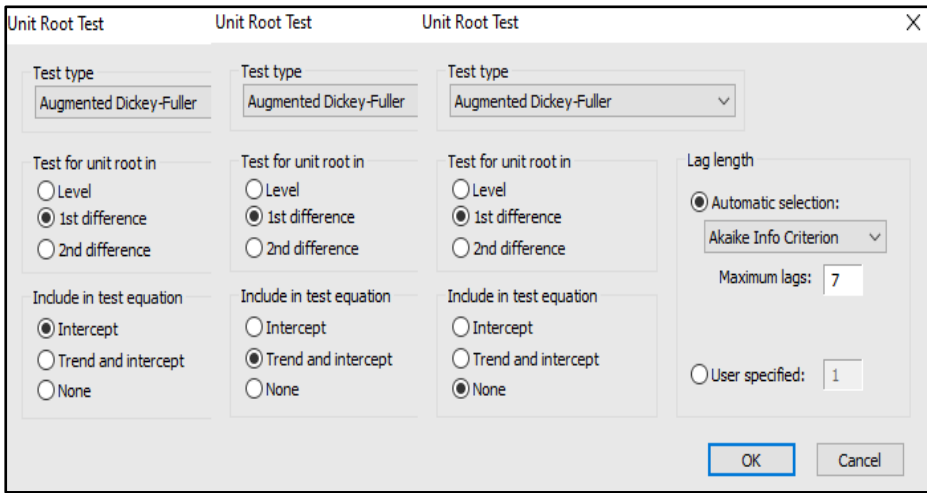 Unit Root Test Unit Root Test Unit Root Test
Test type Test type Test type
Augmented Dickey-Fuller Augmented Dickey-Fuller Augmented Dickey-Fuller
Test for unit root in Test for unit root in Test for unit root in Lag length
Level Level Level Automatic selection:
1st difference 1st difference 1st difference Akaike Info Criterion
2nd difference 2nd difference 2nd difference Maximum lags: 7
Include in test equation Include in test equation Include in test equation
Intercept Intercept Intercept
Trend and intercept Trend and intercept Trend and intercept User specified: 1
None None None
OK Cancel